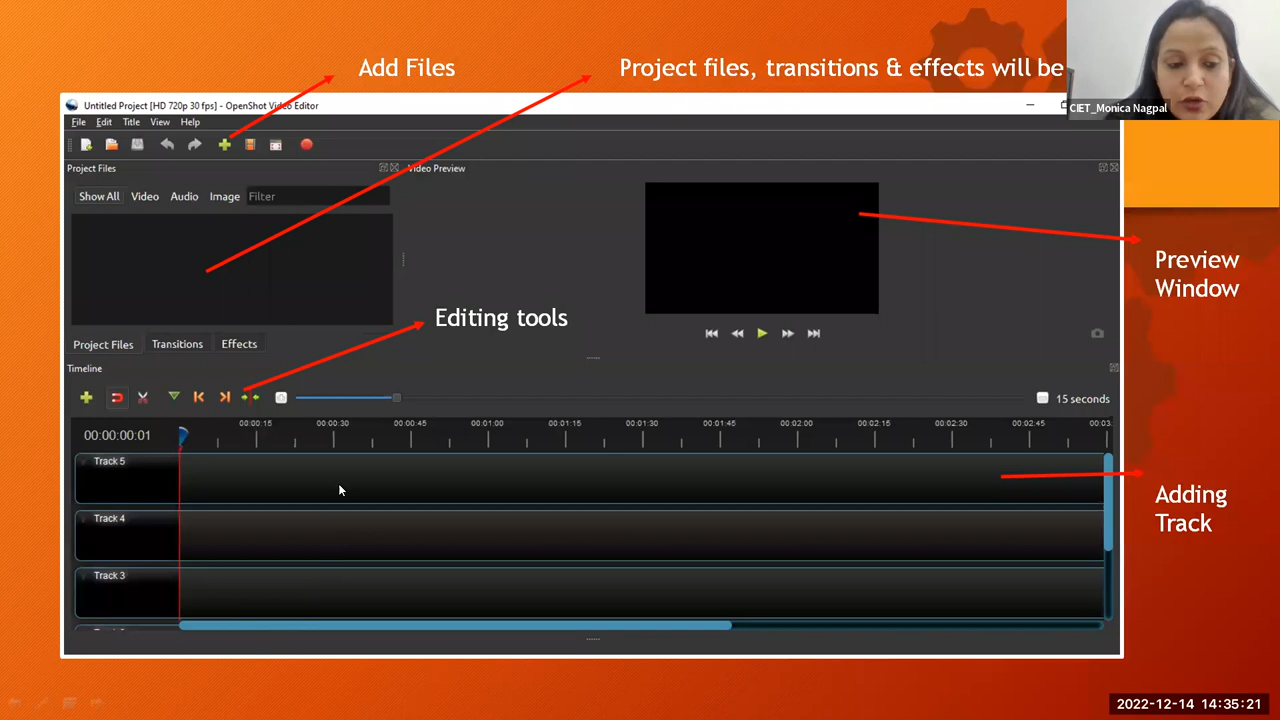 Add Files
Project files, transitions & effects will be
CIET_Monica Nagpal
Untitled Project [HD 720p 30 fps] - OpenShot Video Editor
File Edit Title View Help
Project Files
Video Preview
Show All Video Audio Image Filter
Preview
Window
Editing tools
Project Files Transitions Effects
Timeline
15 seconds
00:00:00:01
00:00:15 00:00:30 00:00:45 00:01:00 00:01:15 00:01:30 00:01:45 00:02:00 00:02:15 00:02:30 00:02:45 00:03:
Track 5
Adding
Track
Track 4
Track 3
2022-12-14 14:35:21